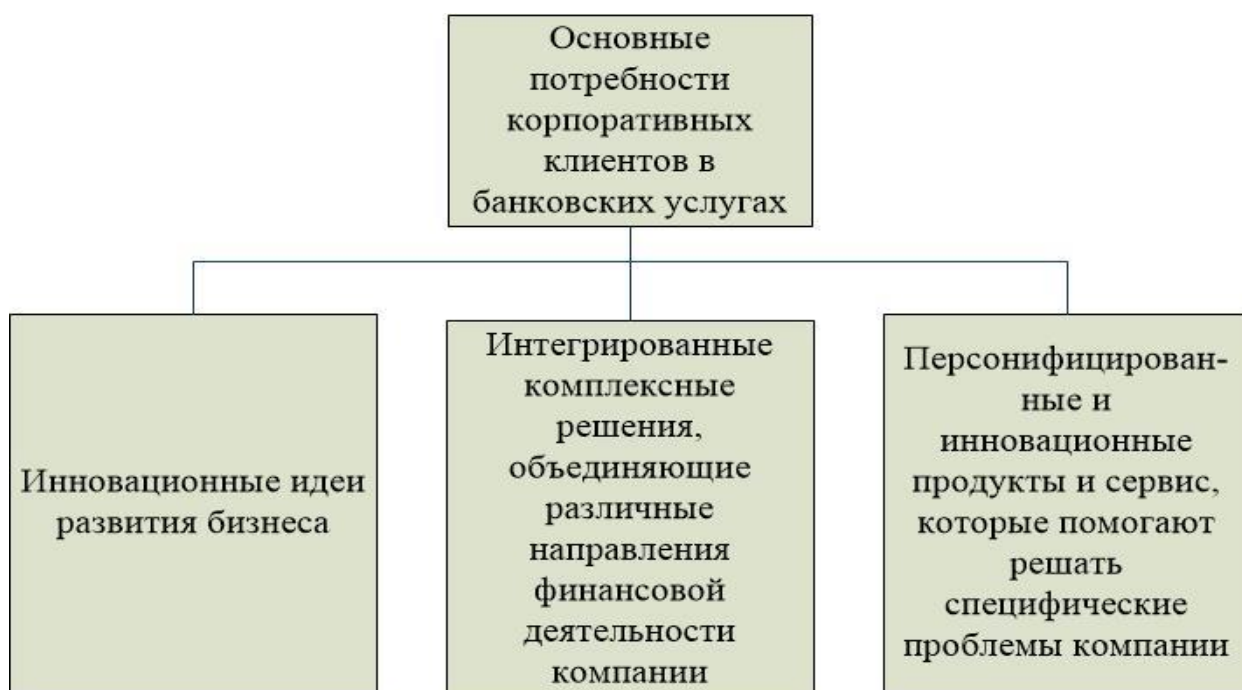 Основные
потребности
корпоративных
клиентов в
банковских услугах
Инновационные идеи
развития бизнеса
Интегрированные
комплексные
решения,
объединяющие
различные
направления
финансовой
деятельности
компании
Персонифицирован-
ные и
инновационные
продукты и сервис,
которые помогают
решать
специфические
проблемы компании